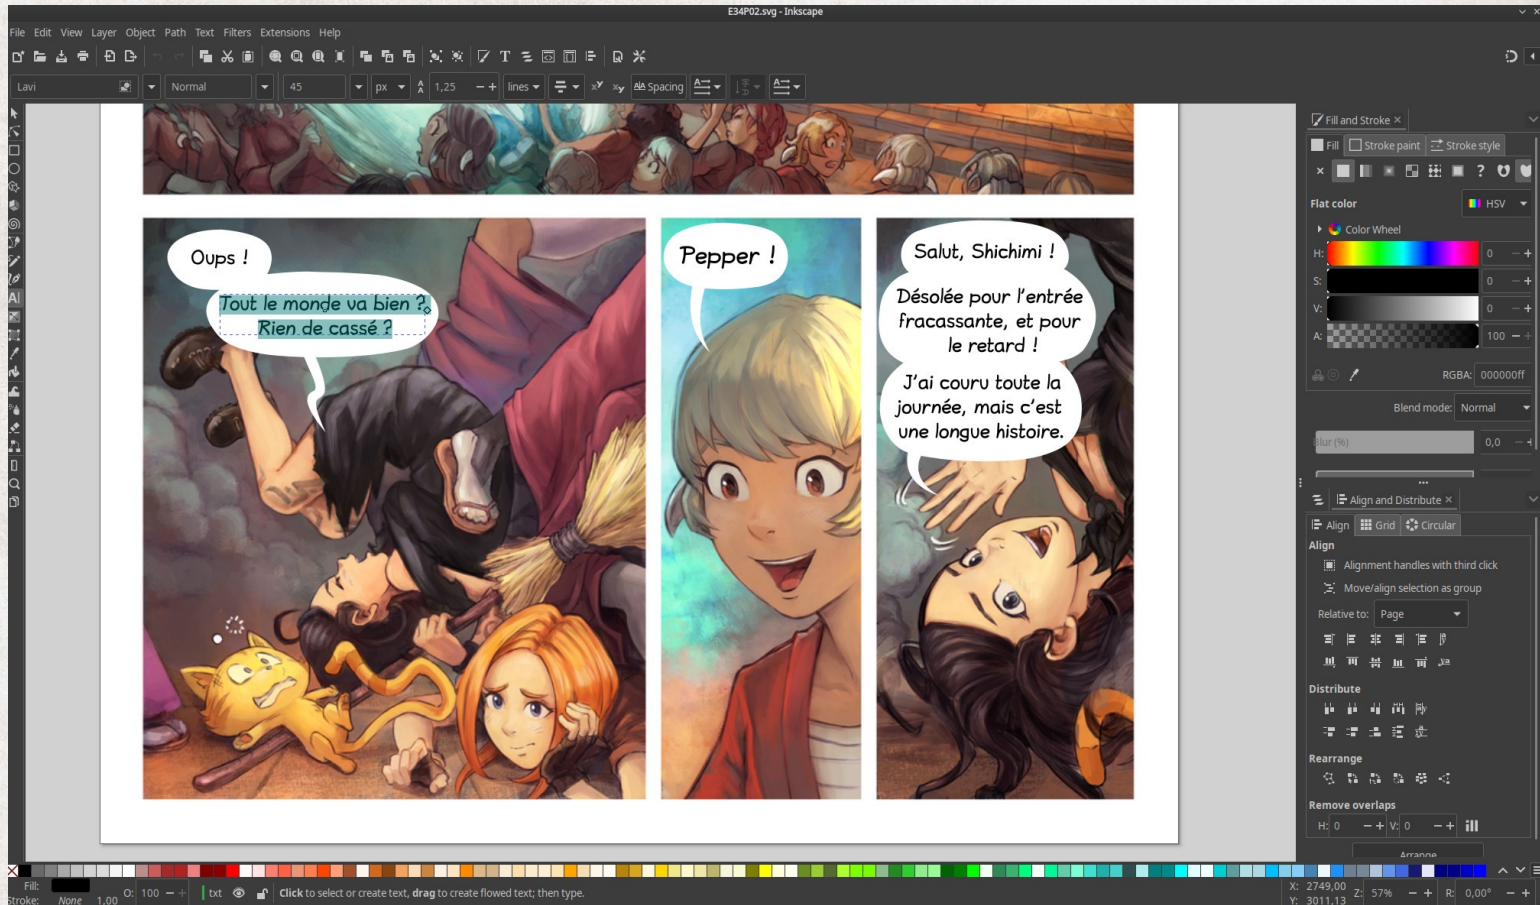 E34P02.svg - Inkscape
File Edit View Layer Object Path Text Filters Extensions Help
Lavi Normal 45 px 1,25 lines Spacing
Oups !
Tout le monde va bien ?
Rien de cassé ?
Pepper !
Salut, Shichimi !
Désolée pour l'entrée
fracassante, et pour
le retard !
J'ai couru toute la
journée, mais c'est
une longue histoire.
Fill and Stroke
Fill Stroke paint Stroke style
Flat color HSV
Color Wheel
H: 0
S: 0
V: 0
A: 100
RGBA: 000000ff
Blend mode: Normal
Blur (%) 0,0
Align and Distribute
Align Grid Circular
Align
Alignment handles with third click
Move/align selection as group
Relative to: Page
Distribute
Rearrange
Remove overlaps
H: 0 V: 0
Arrange
Fill: O: 100 txt Click to select or create text, drag to create flowed text; then type. X: 2749,00 Z: 57% R: 0,00°
Stroke: None 1.00 Y: 3011,13